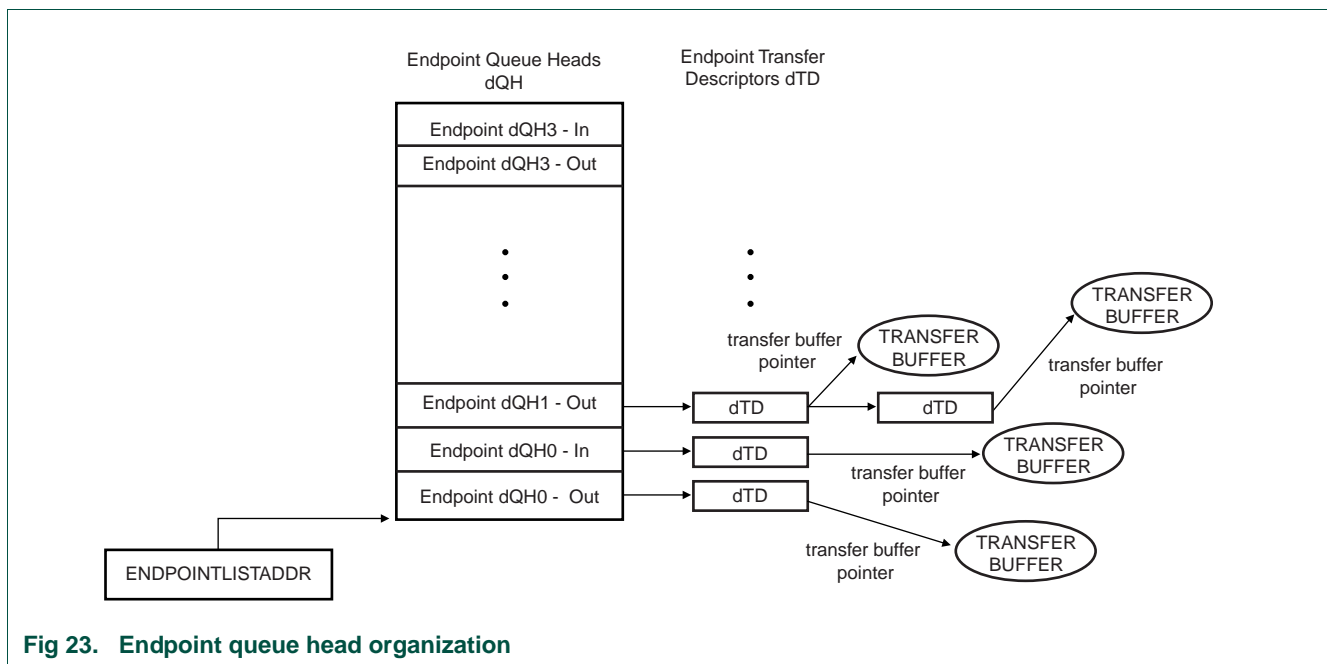 Endpoint Queue Heads
dQH
Endpoint Transfer
Descriptors dTD
Endpoint dQH3 - In
Endpoint dQH3 - Out
TRANSFER
BUFFER
transfer buffer
pointer
TRANSFER
BUFFER
transfer buffer
pointer
Endpoint dQH1 - Out
dTD
dTD
Endpoint dQH0 - In
dTD
TRANSFER
BUFFER
transfer buffer
pointer
Endpoint dQH0 - Out
dTD
transfer buffer
pointer
TRANSFER
BUFFER
ENDPOINTLISTADDR
Fig 23. Endpoint queue head organization